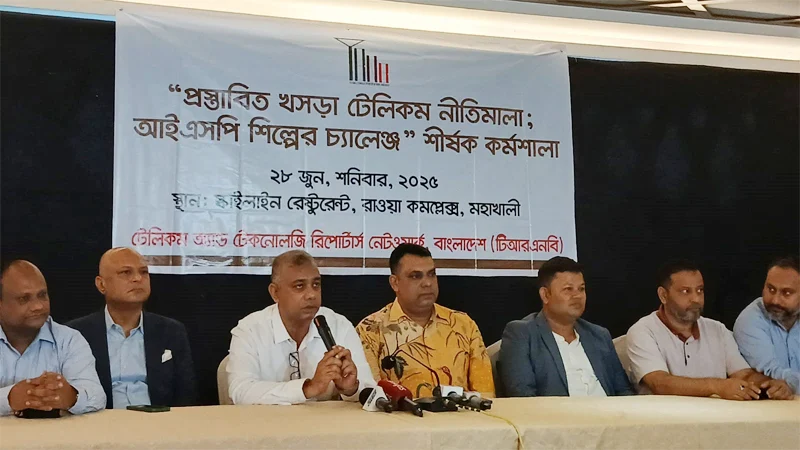 “প্রস্তাবিত খসড়া টেলিকম নীতিমালা;
আইএসপি শিল্পের চ্যালেঞ্জ” শীর্ষক কর্মশালা
২৮ জুন, শনিবার, ২০২৫
স্থান: স্কাইলাইন রেষ্টুরেন্ট, রাওয়া কমপ্লেক্স, মহাখালী
টেলিকম অ্যান্ড টেকনোলজি রিপোর্টার্স নেটওয়ার্ক, বাংলাদেশ (টিআরএনবি)